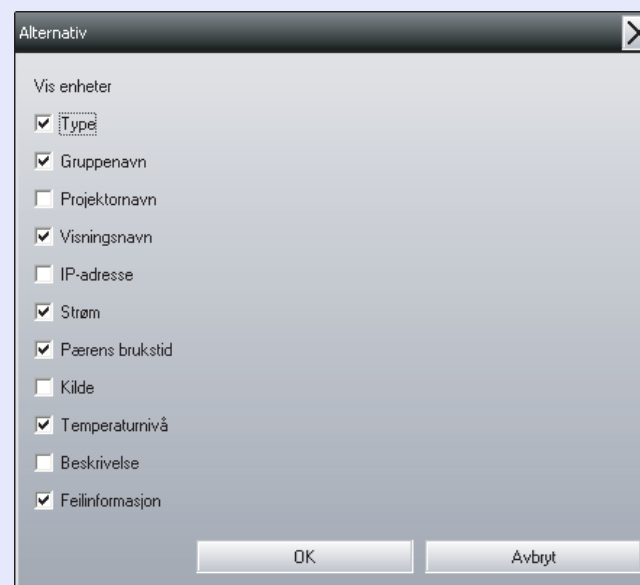 Alternativ
Vis enheter
Type
Gruppenavn
Projektornavn
Visningsnavn
IP-adresse
Strøm
Pærens brukstid
Kilde
Temperaturnivå
Beskrivelse
Feilinformasjon
OK Avbryt